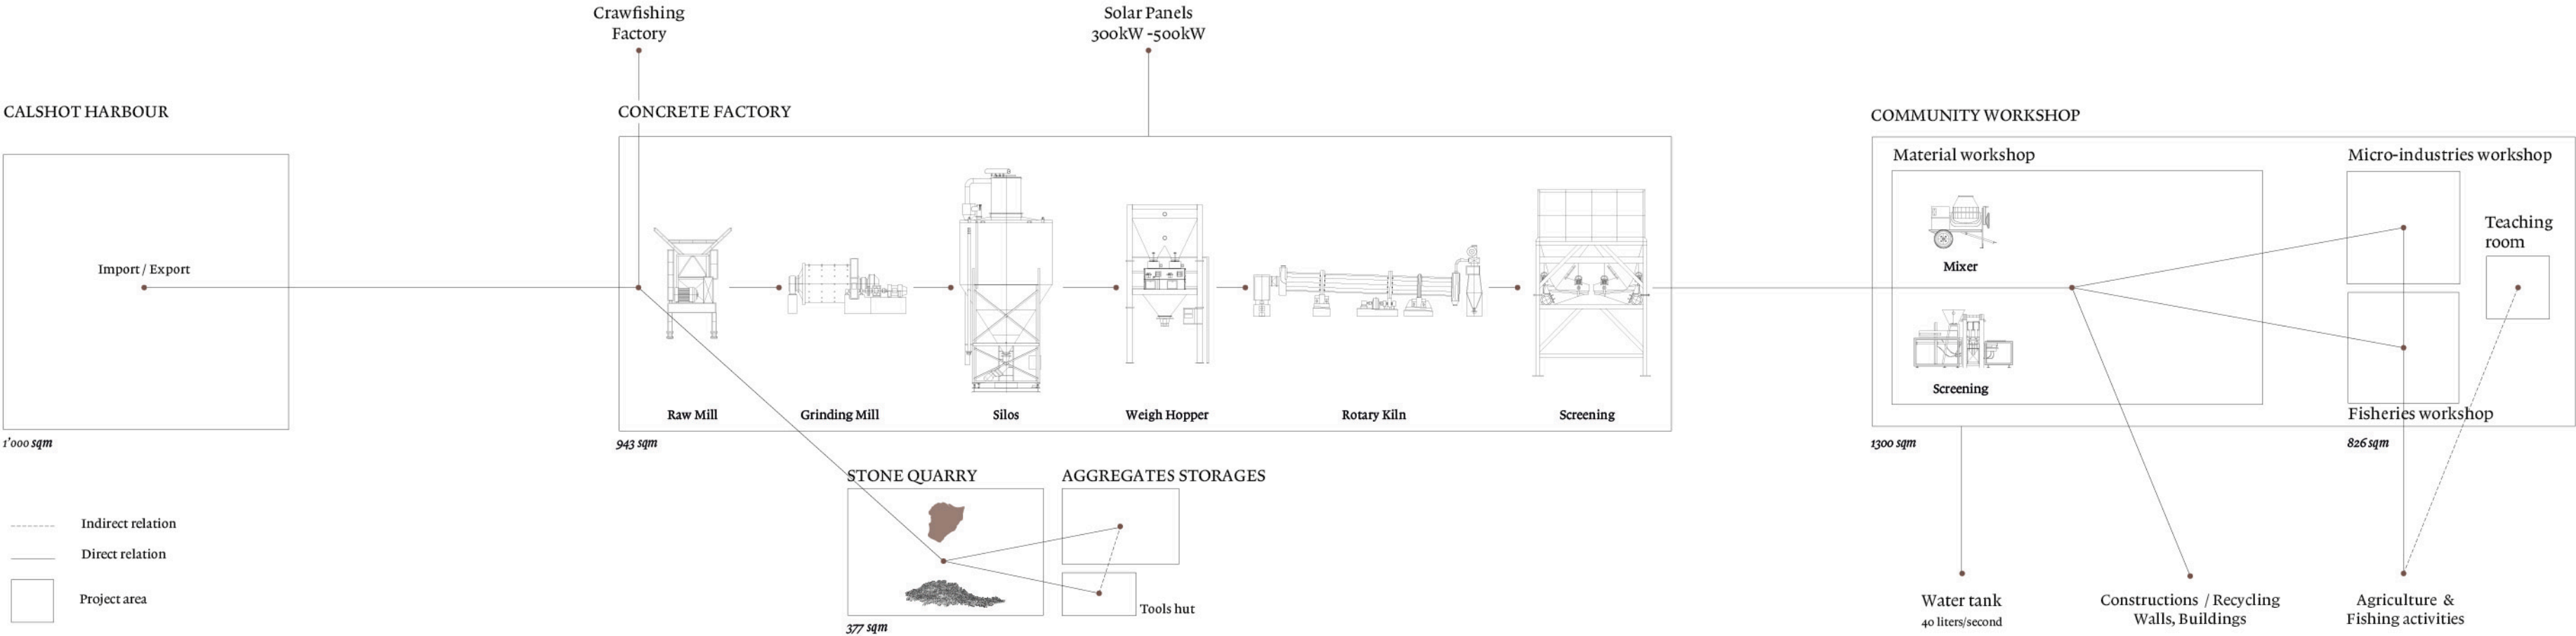 Crawfishing
Factory
Solar Panels
300kW -500kW
CALSHOT HARBOUR
Import / Export
1'000 sqm
CONCRETE FACTORY
Raw Mill
Grinding Mill
Silos
Weigh Hopper
Rotary Kiln
Screening
943 sqm
COMMUNITY WORKSHOP
Material workshop
Mixer
Screening
Micro-industries workshop
Teaching
room
Fisheries workshop
1300 sqm
826 sqm
STONE QUARRY
377 sqm
AGGREGATES STORAGES
Tools hut
Indirect relation
Direct relation
Project area
Water tank
40 liters/second
Constructions / Recycling
Walls, Buildings
Agriculture &
Fishing activities